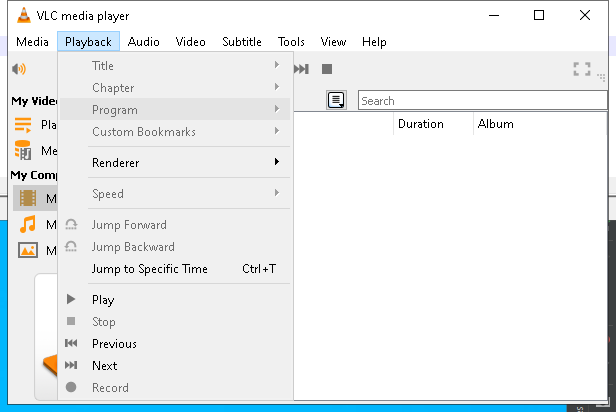 VLC media player
Media Playback Audio Video Subtitle Tools View Help
Title
Chapter
Program
Custom Bookmarks
Renderer
Speed
Jump Forward
Jump Backward
Jump to Specific Time Ctrl+T
Play
Stop
Previous
Next
Record
Search
Duration Album
My Vide
Pla
Me
My Comp
M
M
M